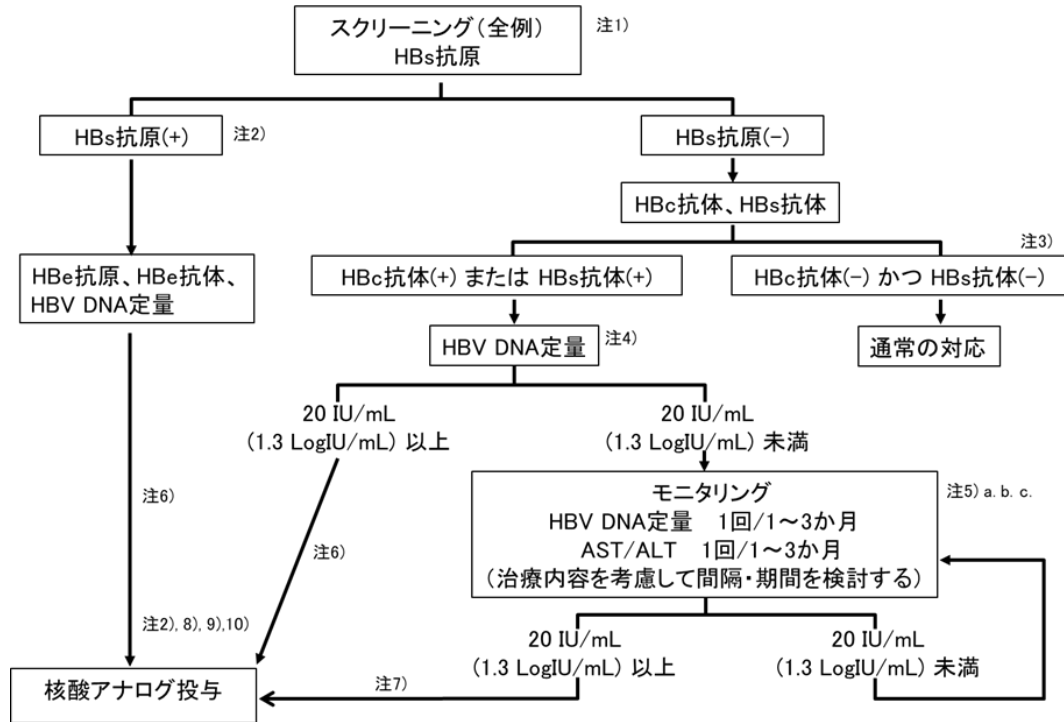 スクリーニング(全例)
HBs抗原
注1)
HBs抗原(+)
注2)
HBs抗原(-)
HBc抗体、HBs抗体
注3)
HBe抗原、HBe抗体、
HBV DNA定量
HBc抗体(+) または HBs抗体(+)
HBc抗体(-) かつ HBs抗体(-)
HBV DNA定量
注4)
通常の対応
20 IU/mL
(1.3 LogIU/mL) 以上
20 IU/mL
(1.3 LogIU/mL) 未満
注6)
注6)
モニタリング
HBV DNA定量 1回/1~3か月
AST/ALT 1回/1~3か月
(治療内容を考慮して間隔・期間を検討する)
注5) a. b. c.
注2), 8), 9),10)
20 IU/mL
(1.3 LogIU/mL) 以上
20 IU/mL
(1.3 LogIU/mL) 未満
核酸アナログ投与
注7)